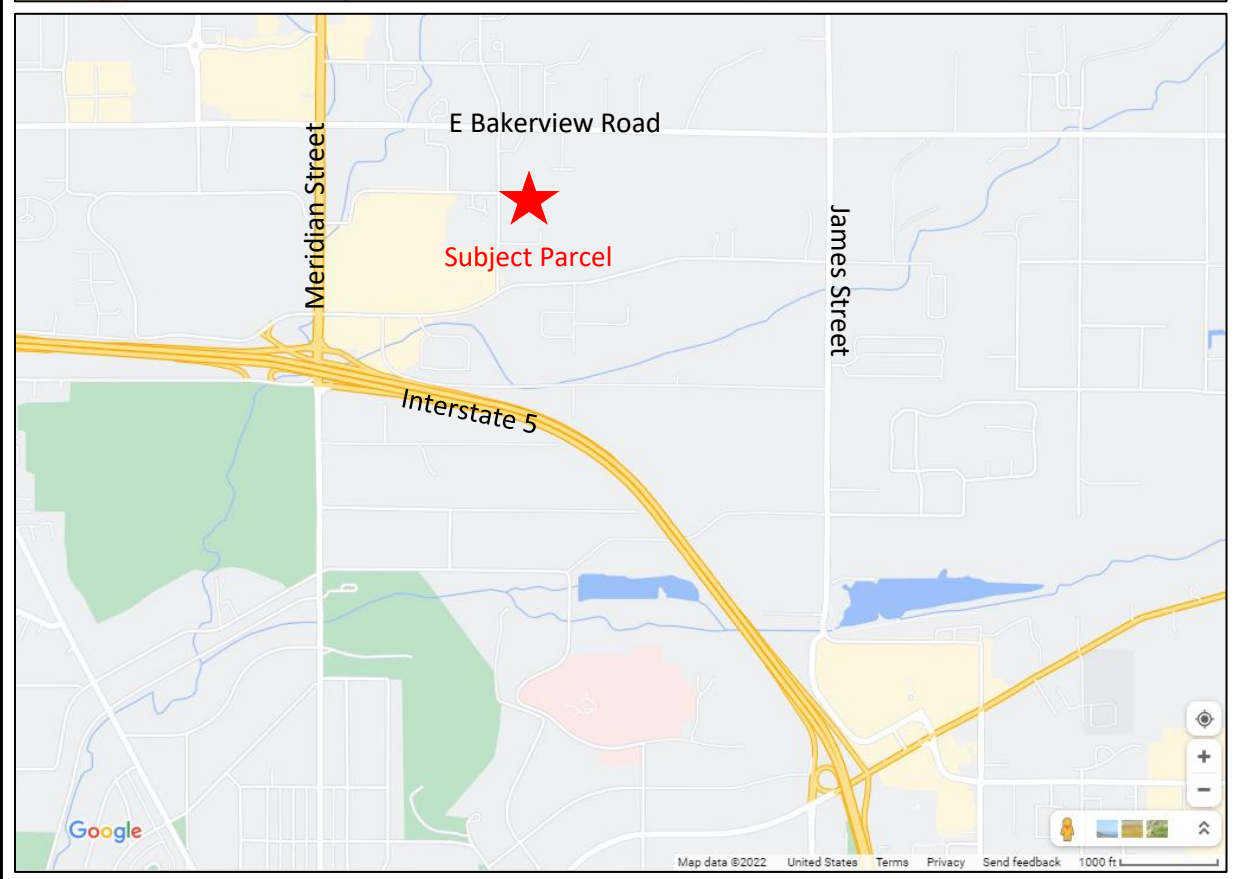 E Bakerview Road
Meridian Street
Subject Parcel
James Street
Interstate 5
Google
Map data ©2022 United States Terms Privacy Send feedback 1000 ft